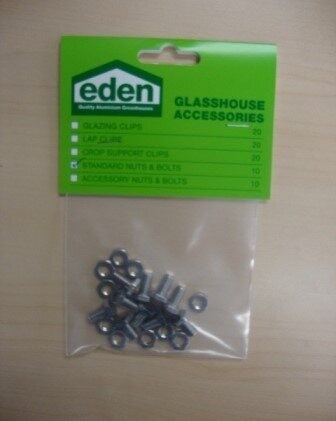 eden
Quality Aluminium Greenhouses
GLASSHOUSE
ACCESSORIES
GLAZING CLIPS 20
LAP CLIPS 20
CROP SUPPORT CLIPS 20
STANDARD NUTS & BOLTS 10
ACCESSORY NUTS & BOLTS 10